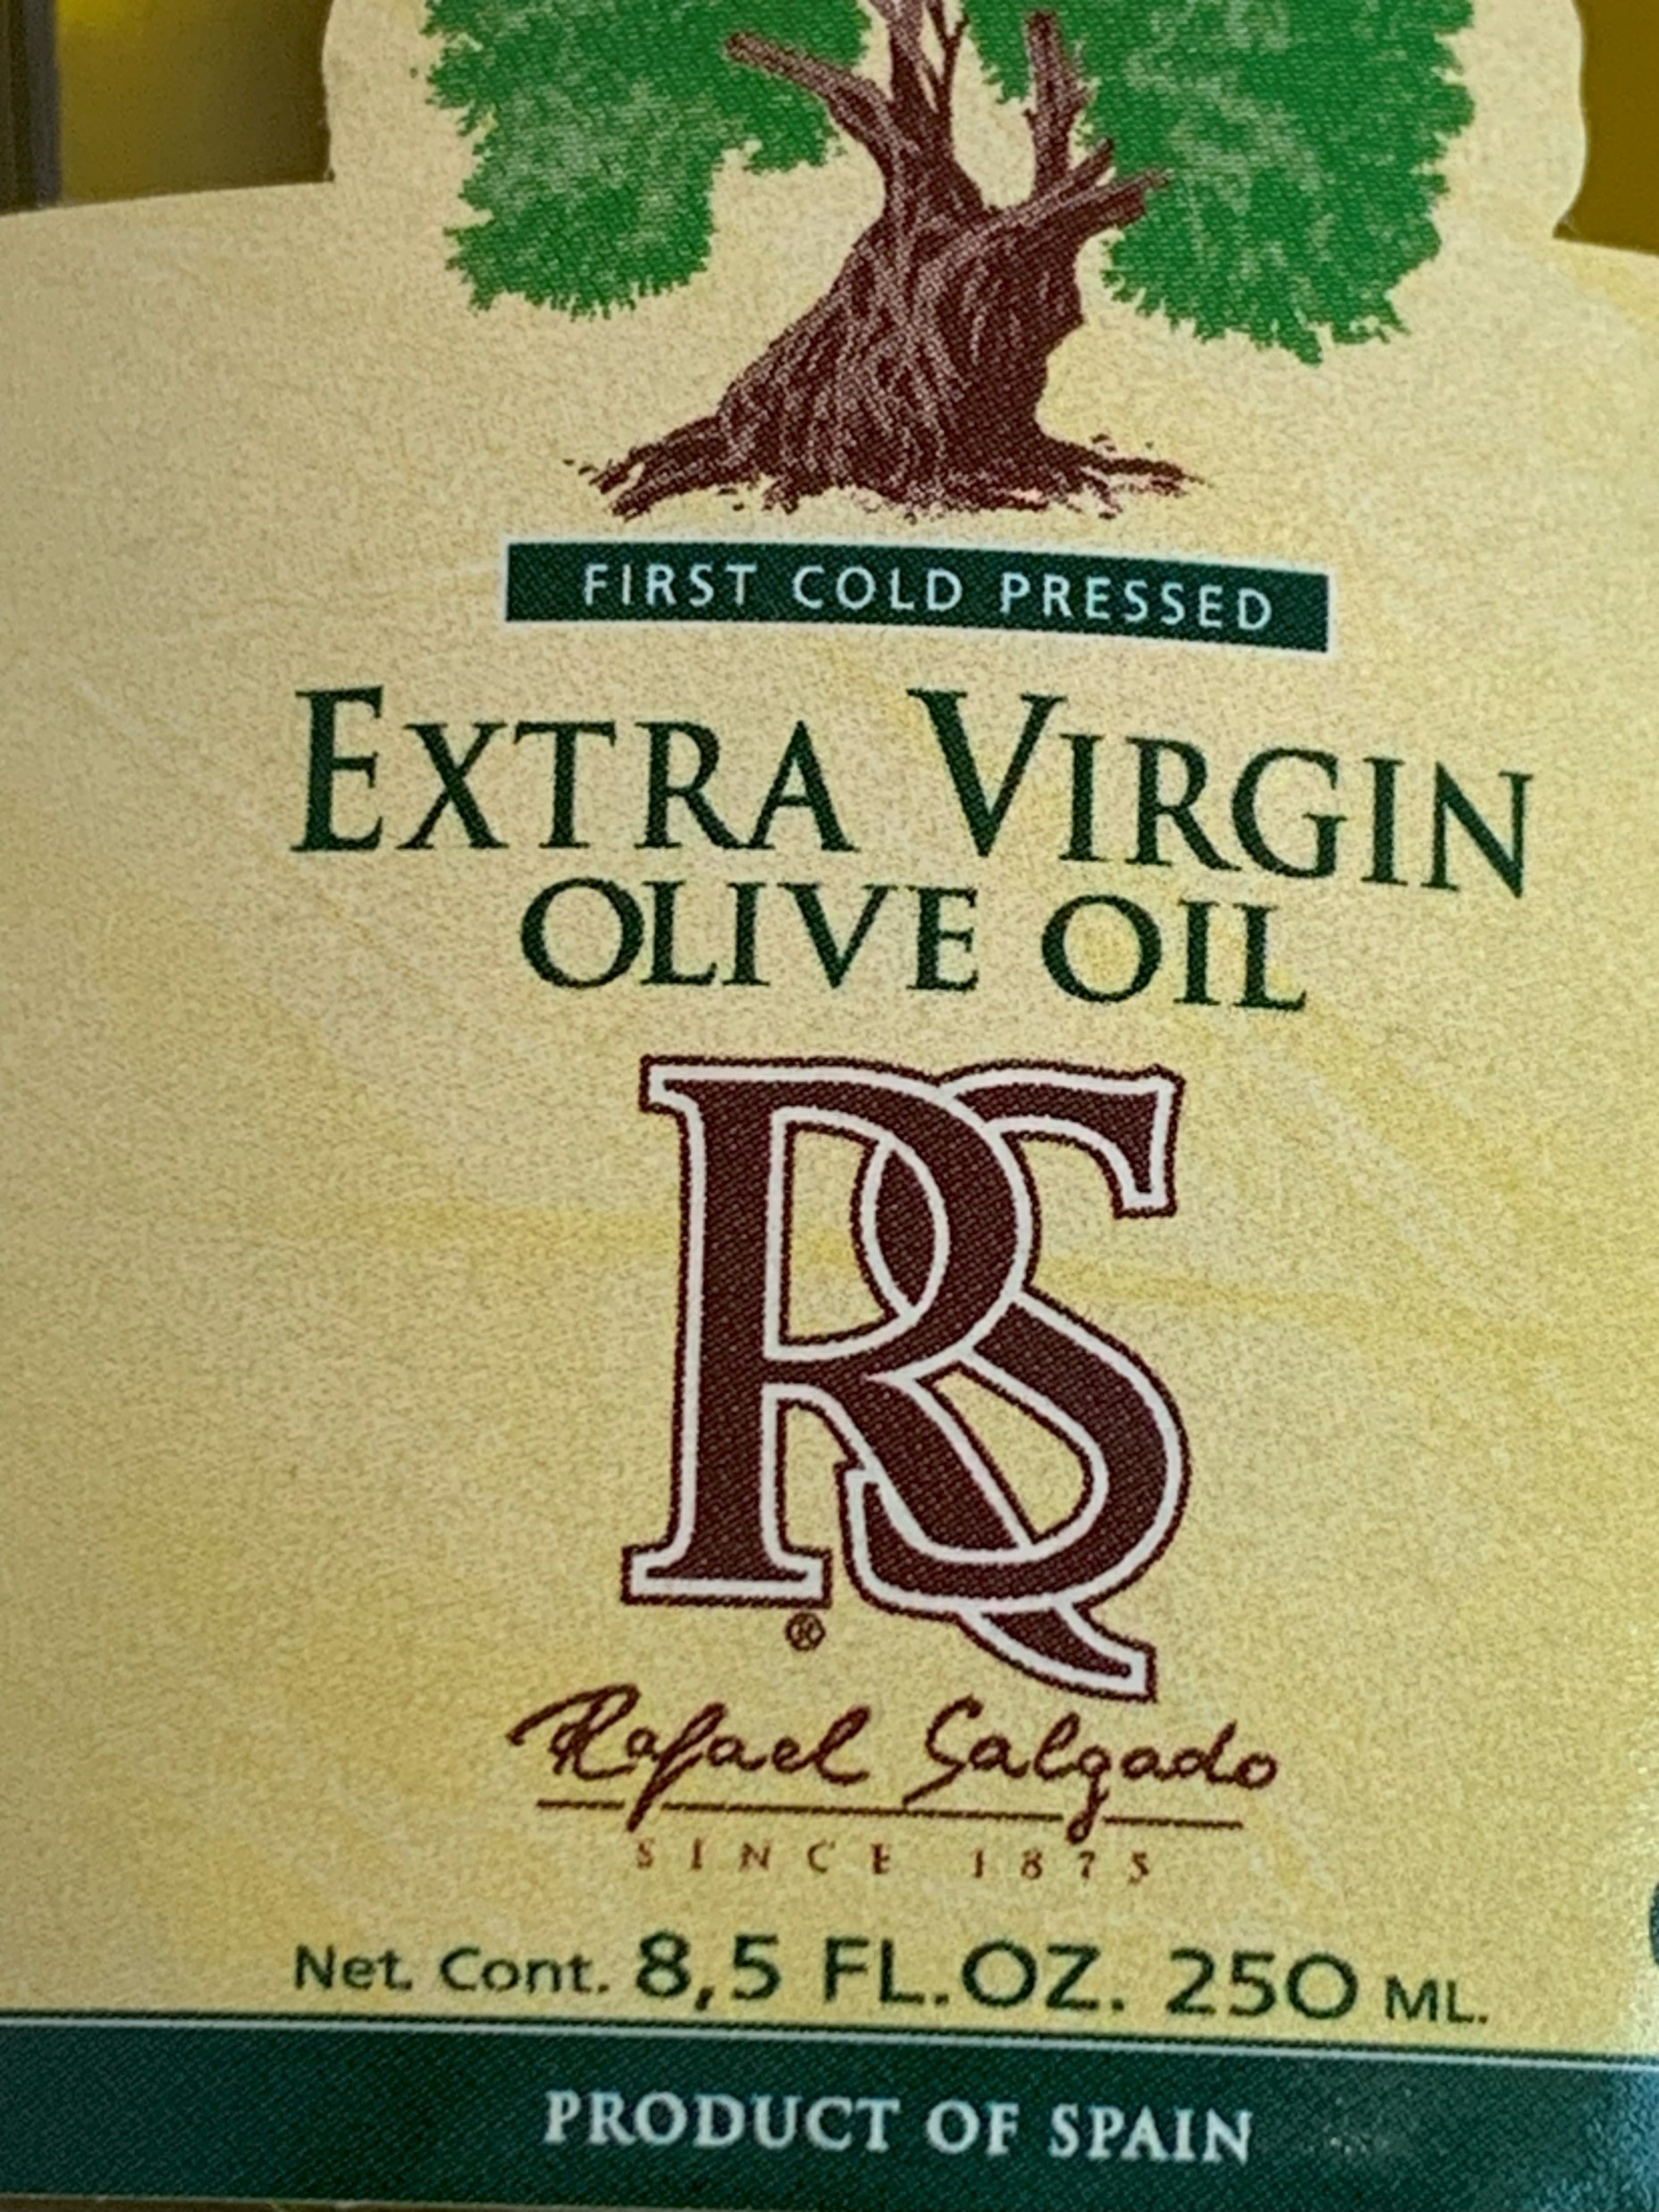 FIRST COLD PRESSED
EXTRA VIRGIN
OLIVE OIL
RS
®
Rafael Salgado
SINCE 1875
Net. Cont. 8,5 FL.OZ. 250 ML.
PRODUCT OF SPAIN